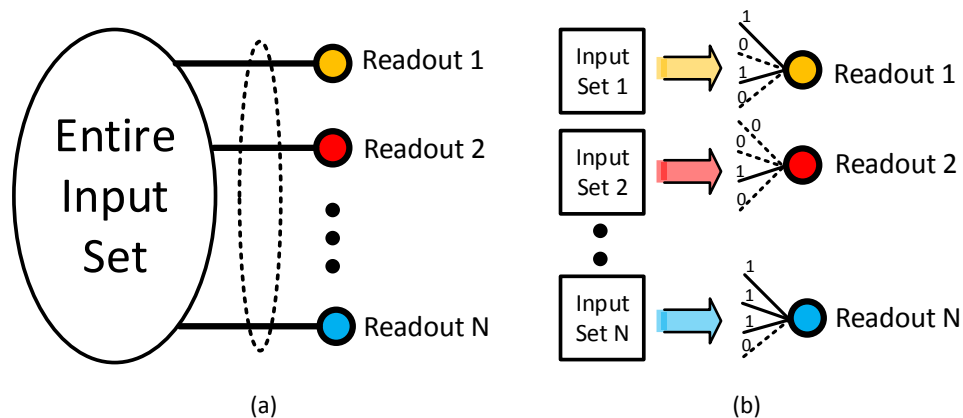 Entire
Input
Set
Readout 1
Readout 2
Readout N
(a)
Input
Set 1
1
0
1
0
Readout 1
Input
Set 2
0
0
1
0
Readout 2
Input
Set N
1
1
1
0
Readout N
(b)